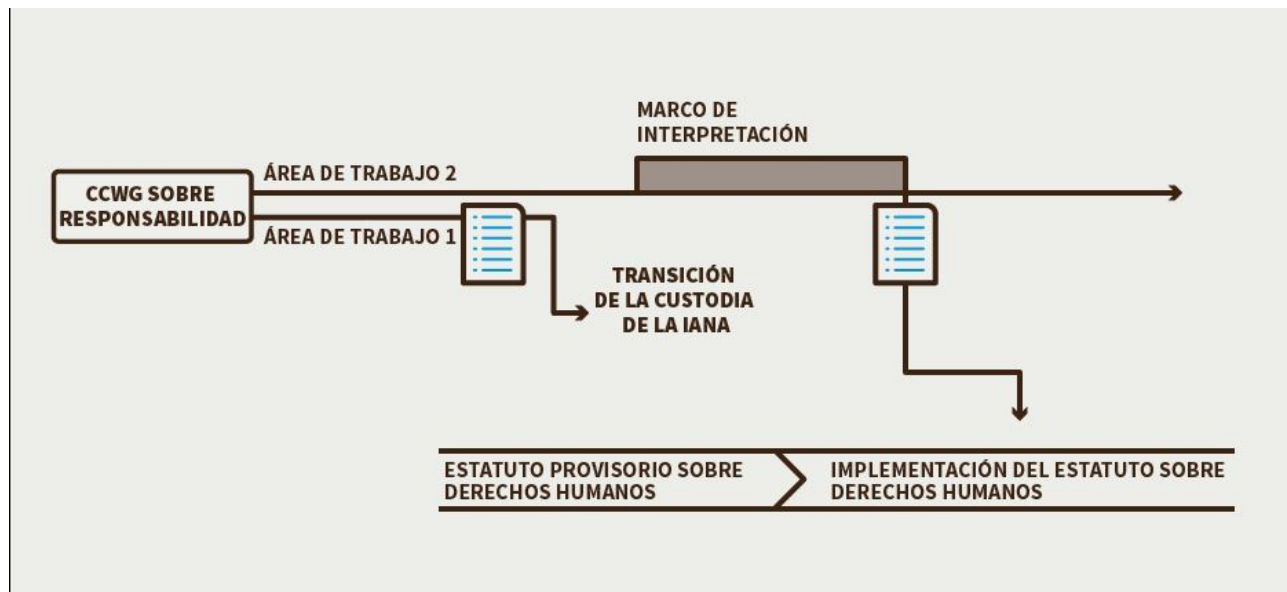 MARCO DE
INTERPRETACIÓN
ÁREA DE TRABAJO 2
CCWG SOBRE
RESPONSABILIDAD
ÁREA DE TRABAJO 1
TRANSICIÓN
DE LA CUSTODIA
DE LA IANA
ESTATUTO PROVISORIO SOBRE
DERECHOS HUMANOS
IMPLEMENTACIÓN DEL ESTATUTO SOBRE
DERECHOS HUMANOS